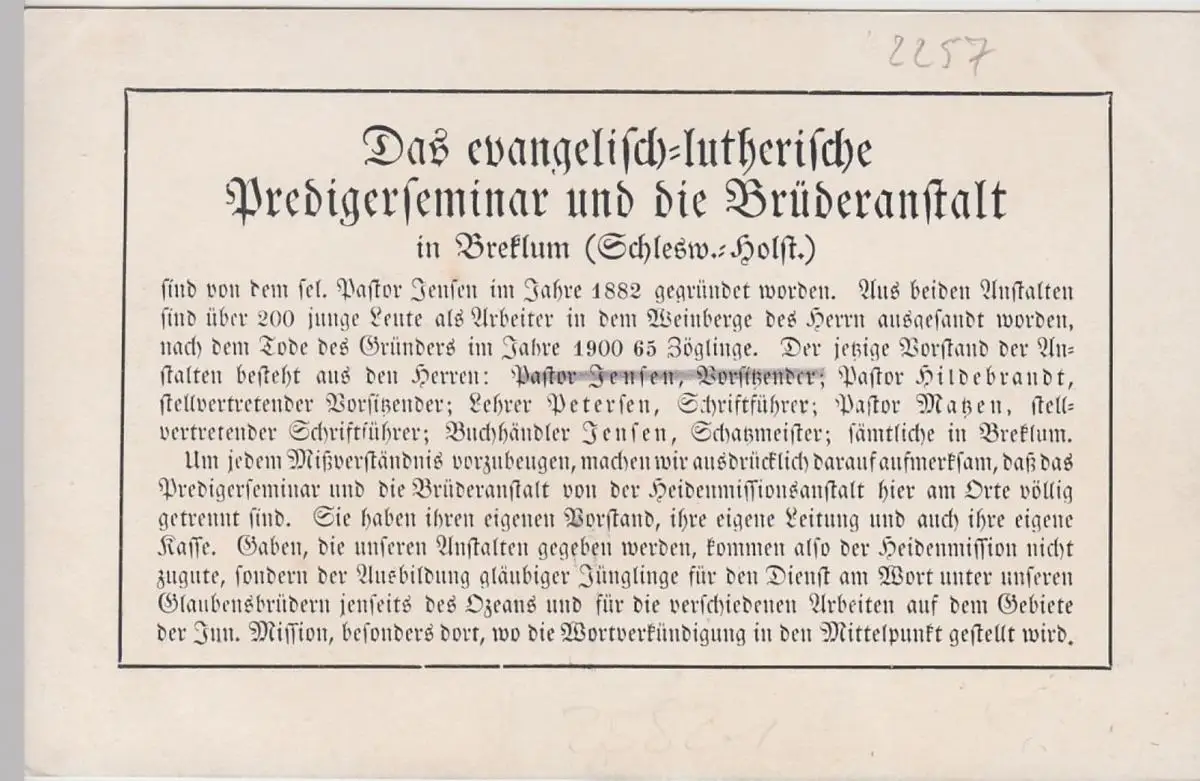 2257
Das evangelisch-lutherische
Predigerseminar und die Brüderanstalt
in Breklum (Schlesw.-Holst.)
sind von dem sel. Pastor Jensen im Jahre 1882 gegründet worden. Aus beiden Anstalten
sind über 200 junge Leute als Arbeiter in dem Weinberge des Herrn ausgesandt worden,
nach dem Tode des Gründers im Jahre 1900 65 Zöglinge. Der jetzige Vorstand der An-
stalten besteht aus den Herren: Pastor Jensen, Vorsitzender; Pastor Hildebrandt,
stellvertretender Vorsitzender; Lehrer Petersen, Schriftführer; Pastor Matzen, stell-
vertretender Schriftführer; Buchhändler Jensen, Schatzmeister; sämtliche in Breklum.
Um jedem Mißverständnis vorzubeugen, machen wir ausdrücklich darauf aufmerksam, daß das
Predigerseminar und die Brüderanstalt von der Heidenmissionsanstalt hier am Orte völlig
getrennt sind. Sie haben ihren eigenen Vorstand, ihre eigene Leitung und auch ihre eigene
Kasse. Gaben, die unseren Anstalten gegeben werden, kommen also der Heidenmission nicht
zugute, sondern der Ausbildung gläubiger Jünglinge für den Dienst am Wort unter unseren
Glaubensbrüdern jenseits des Ozeans und für die verschiedenen Arbeiten auf dem Gebiete
der Inn. Mission, besonders dort, wo die Wortverkündigung in den Mittelpunkt gestellt wird.